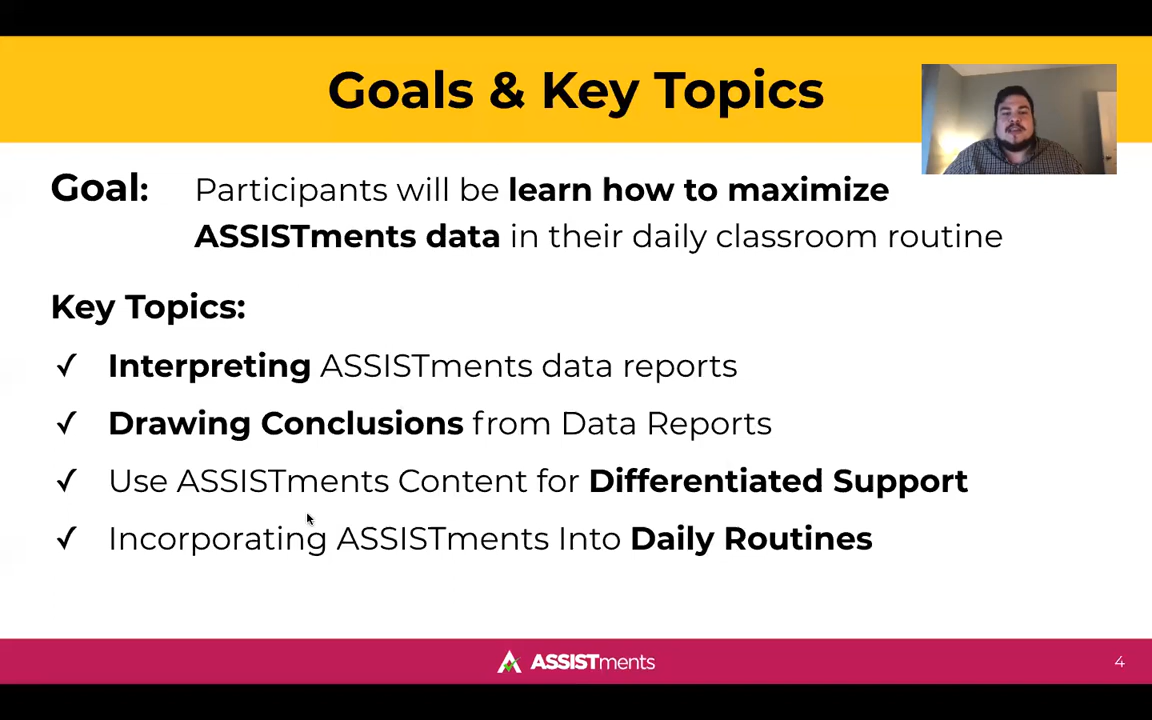 Goals & Key Topics
Goal: Participants will be learn how to maximize
ASSISTments data in their daily classroom routine
Key Topics:
✓ Interpreting ASSISTments data reports
✓ Drawing Conclusions from Data Reports
✓ Use ASSISTments Content for Differentiated Support
✓ Incorporating ASSISTments Into Daily Routines
ASSISTments
4